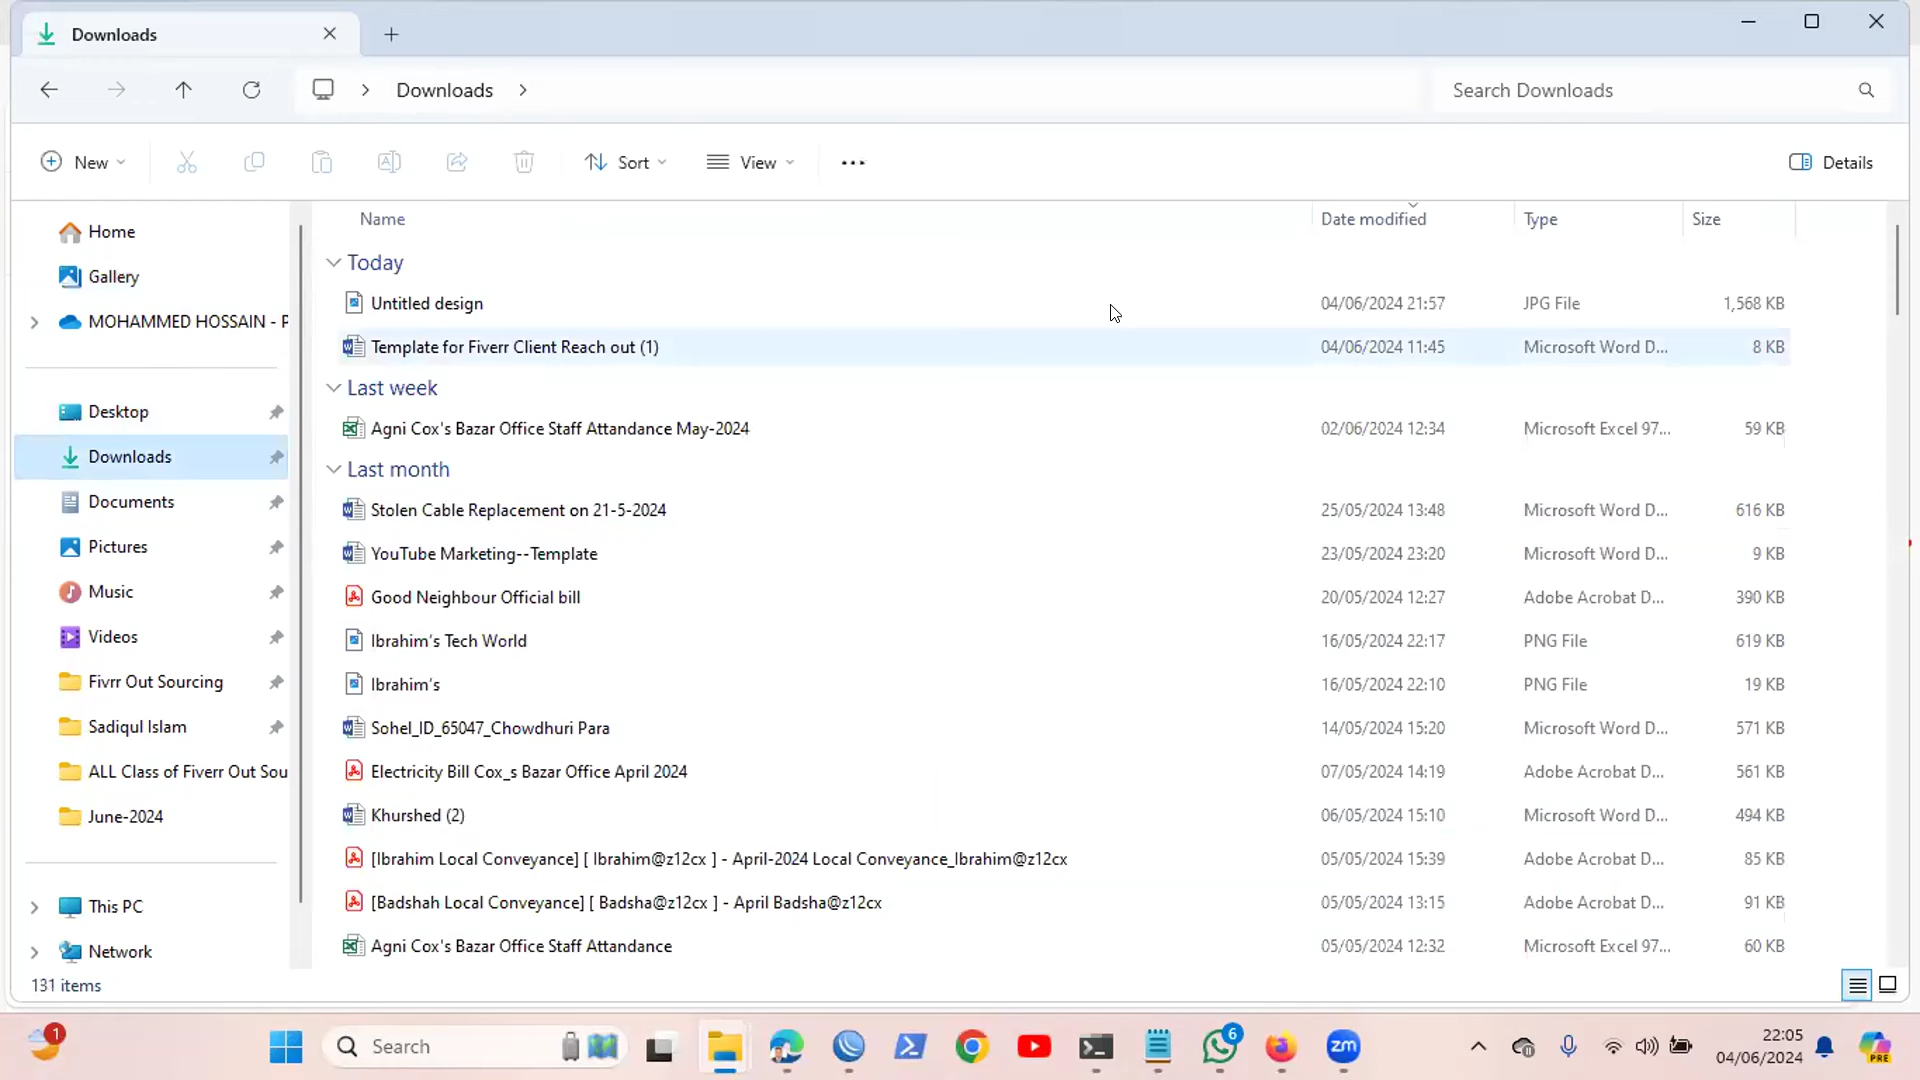 Downloads
Downloads
Search Downloads
New
Sort
View
Details
Name Date modified Type Size
Home
Gallery
MOHAMMED HOSSAIN - P
Desktop
Downloads
Documents
Pictures
Music
Videos
Fivrr Out Sourcing
Sadiqul Islam
ALL Class of Fiverr Out Sou
June-2024
This PC
Network
Today
Untitled design 04/06/2024 21:57 JPG File 1,568 KB
Template for Fiverr Client Reach out (1) 04/06/2024 11:45 Microsoft Word D... 8 KB
Last week
Agni Cox's Bazar Office Staff Attandance May-2024 02/06/2024 12:34 Microsoft Excel 97... 59 KB
Last month
Stolen Cable Replacement on 21-5-2024 25/05/2024 13:48 Microsoft Word D... 616 KB
YouTube Marketing--Template 23/05/2024 23:20 Microsoft Word D... 9 KB
Good Neighbour Official bill 20/05/2024 12:27 Adobe Acrobat D... 390 KB
Ibrahim's Tech World 16/05/2024 22:17 PNG File 619 KB
Ibrahim's 16/05/2024 22:10 PNG File 19 KB
Sohel_ID_65047_Chowdhuri Para 14/05/2024 15:20 Microsoft Word D... 571 KB
Electricity Bill Cox_s Bazar Office April 2024 07/05/2024 14:19 Adobe Acrobat D... 561 KB
Khurshed (2) 06/05/2024 15:10 Microsoft Word D... 494 KB
[Ibrahim Local Conveyance] [ Ibrahim@z12cx ] - April-2024 Local Conveyance_Ibrahim@z12cx 05/05/2024 15:39 Adobe Acrobat D... 85 KB
[Badshah Local Conveyance] [ Badsha@z12cx ] - April Badsha@z12cx 05/05/2024 13:15 Adobe Acrobat D... 91 KB
Agni Cox's Bazar Office Staff Attandance 05/05/2024 12:32 Microsoft Excel 97... 60 KB
131 items
1
Search
6
zm
22:05
04/06/2024
PRE